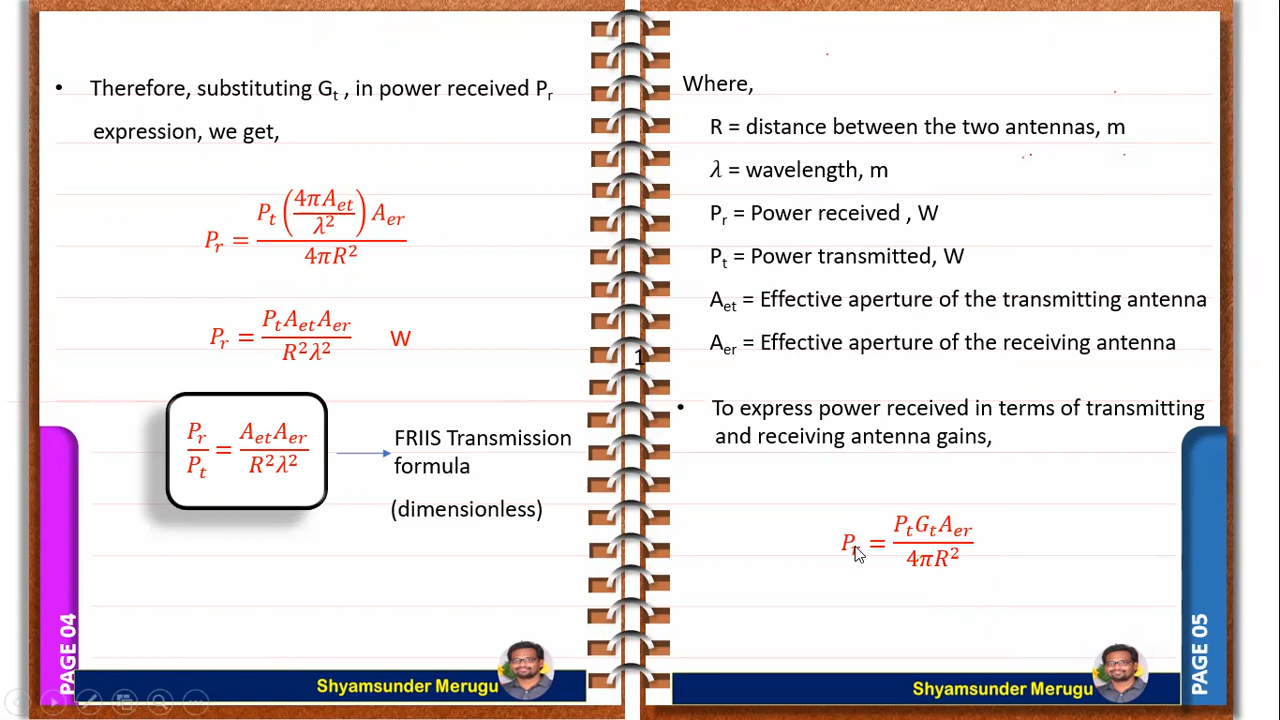 • Therefore, substituting Gt , in power received Pr
expression, we get,
Pr = Pt (4πAet / λ²) Aer / 4πR²
Pr = PtAetAer / R²λ² W
Pr / Pt = AetAer / R²λ²
FRIIS Transmission
formula
(dimensionless)
PAGE 04
Shyamsunder Merugu
1
Where,
R = distance between the two antennas, m
λ = wavelength, m
Pr = Power received , W
Pt = Power transmitted, W
Aet = Effective aperture of the transmitting antenna
Aer = Effective aperture of the receiving antenna
• To express power received in terms of transmitting
and receiving antenna gains,
Pr = PtGtAer / 4πR²
PAGE 05
Shyamsunder Merugu